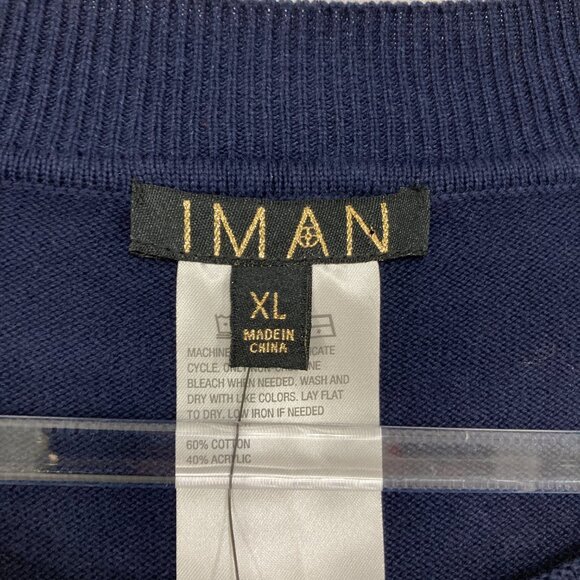 IMAN
XL
MADE IN
CHINA
MACHINE
CYCLE. ONLY
BLEACH WHEN NEEDED. WASH AND
DRY WITH LIKE COLORS. LAY FLAT
TO DRY. LOW IRON IF NEEDED
60% COTTON
40% ACRYLIC